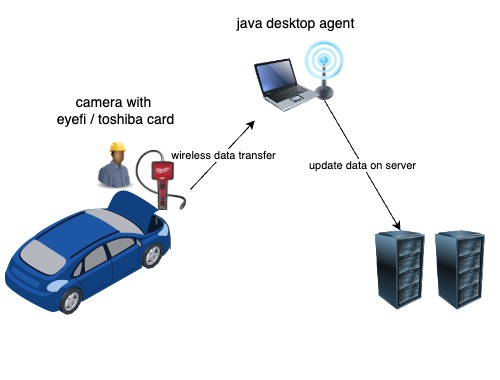 java desktop agent
camera with
eyefi / toshiba card
wireless data transfer
update data on server